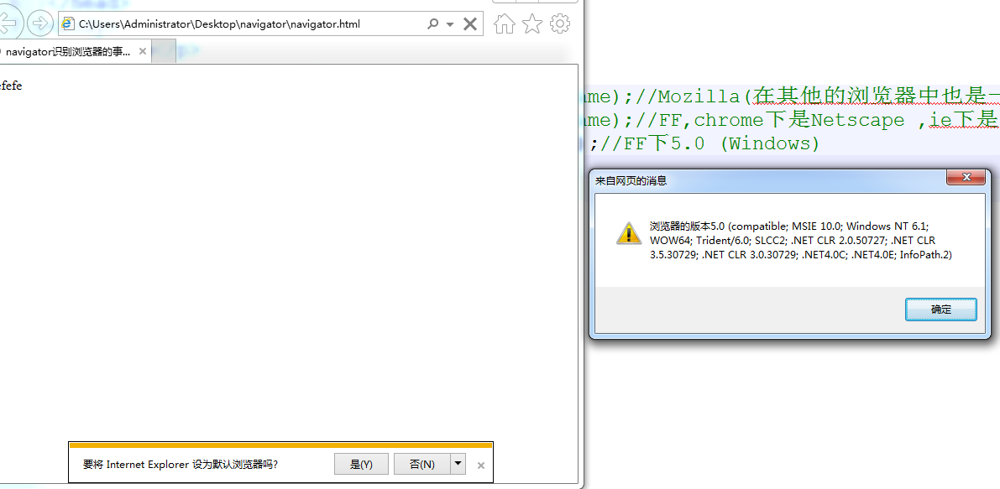 C:\Users\Administrator\Desktop\navigator\navigator.html
navigator识别浏览器的事...
efefe
me);//Mozilla(在其他的浏览器中也是一
me);//FF,chrome下是Netscape ,ie下是
;//FF下5.0 (Windows)
来自网页的消息
浏览器的版本5.0 (compatible; MSIE 10.0; Windows NT 6.1;
WOW64; Trident/6.0; SLCC2; .NET CLR 2.0.50727; .NET CLR
3.5.30729; .NET CLR 3.0.30729; .NET4.0C; .NET4.0E; InfoPath.2)
确定
要将 Internet Explorer 设为默认浏览器吗?
是(Y)
否(N)